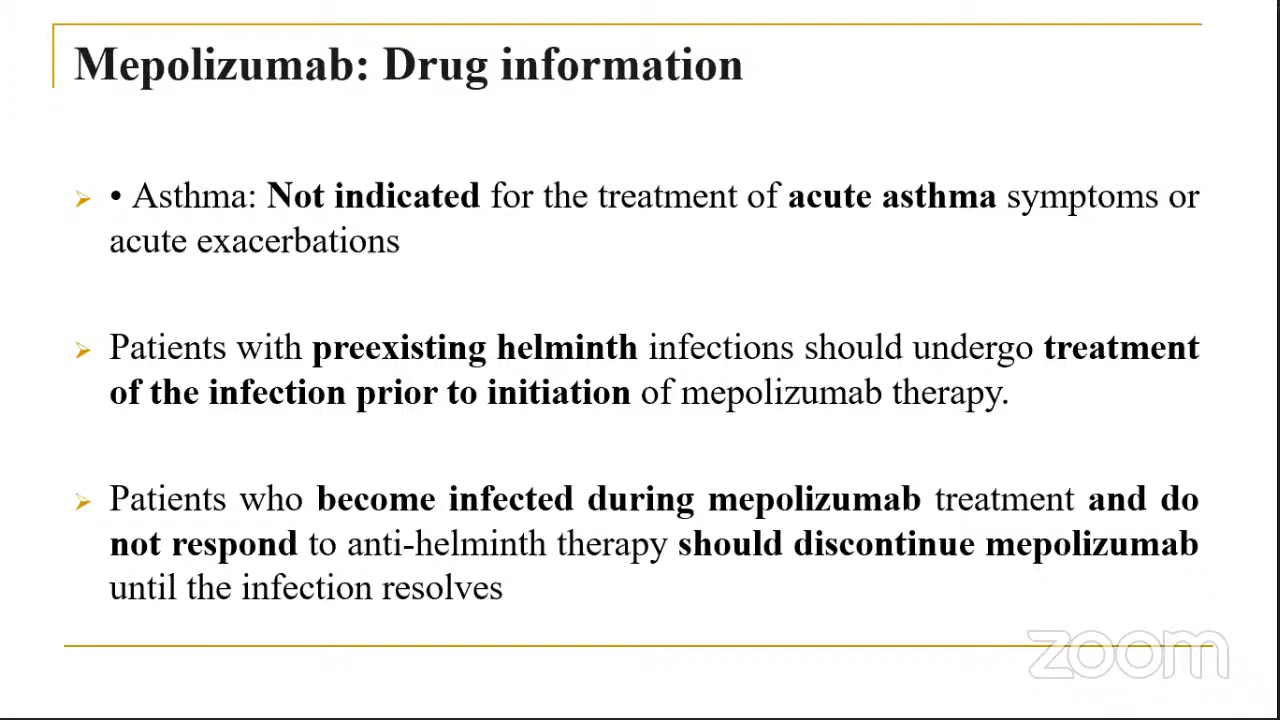 Mepolizumab: Drug information
• Asthma: Not indicated for the treatment of acute asthma symptoms or
acute exacerbations
Patients with preexisting helminth infections should undergo treatment
of the infection prior to initiation of mepolizumab therapy.
Patients who become infected during mepolizumab treatment and do
not respond to anti-helminth therapy should discontinue mepolizumab
until the infection resolves
zoom